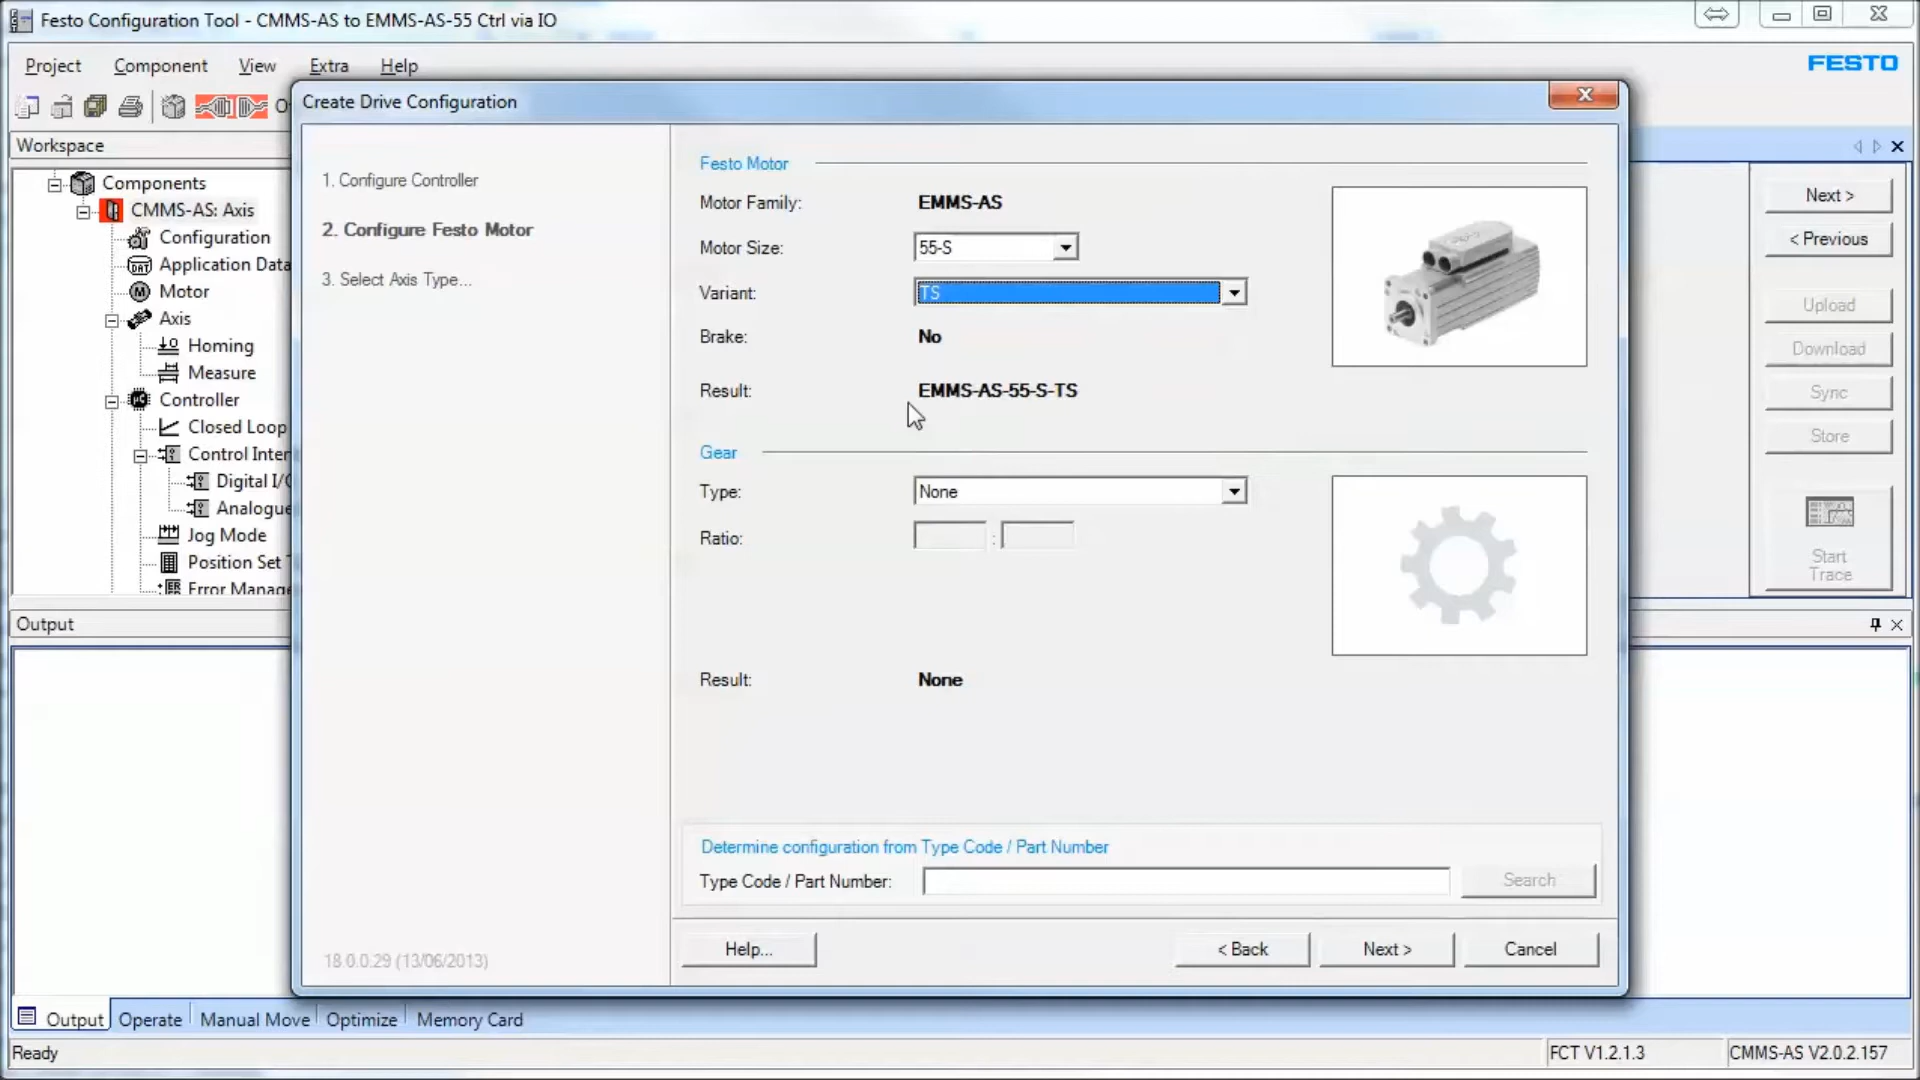 Festo Configuration Tool - CMMS-AS to EMMS-AS-55 Ctrl via IO
Project Component View Extra Help
FESTO
Create Drive Configuration
Workspace
Components
CMMS-AS: Axis
Configuration
Application Data
Motor
Axis
Homing
Measure
Controller
Closed Loop
Control Inter
Digital I/O
Analogue
Jog Mode
Position Set T
Error Manage
1. Configure Controller
2. Configure Festo Motor
3. Select Axis Type...
18.0.0.29 (13/06/2013)
Festo Motor
Motor Family: EMMS-AS
Motor Size: 55-S
Variant: TS
Brake: No
Result: EMMS-AS-55-S-TS
Gear
Type: None
Ratio: :
Result: None
Determine configuration from Type Code / Part Number
Type Code / Part Number: Search
Help... < Back Next > Cancel
Next >
< Previous
Upload
Download
Sync
Store
Start
Trace
Output
Output Operate Manual Move Optimize Memory Card
Ready FCT V1.2.1.3 CMMS-AS V2.0.2.157